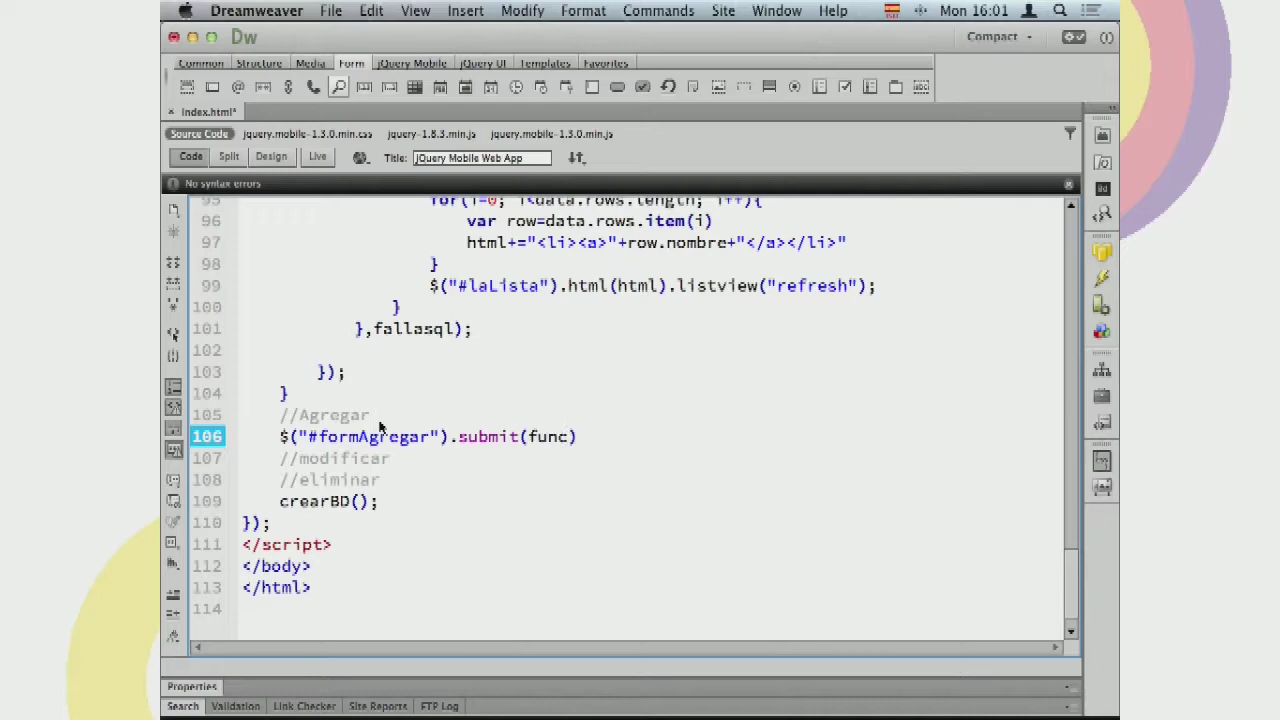 Dreamweaver File Edit View Insert Modify Format Commands Site Window Help Mon 16:01
Dw Compact
Common Structure Media Form jQuery Mobile jQuery UI Templates Favorites
index.html*
Source Code jquery.mobile-1.3.0.min.css jquery-1.8.3.min.js jquery.mobile-1.3.0.min.js
Code Split Design Live Title: jQuery Mobile Web App
No syntax errors
95 for(i=0; i<data.rows.length; i++){
96 var row=data.rows.item(i)
97 html+="<li><a>"+row.nombre+"</a></li>"
98 }
99 $("#laLista").html(html).listview("refresh");
100 }
101 },fallasql);
102
103 });
104 }
105 //Agregar
106 $("#formAgregar").submit(func)
107 //modificar
108 //eliminar
109 crearBD();
110 });
111 </script>
112 </body>
113 </html>
114
Properties
Search Validation Link Checker Site Reports FTP Log